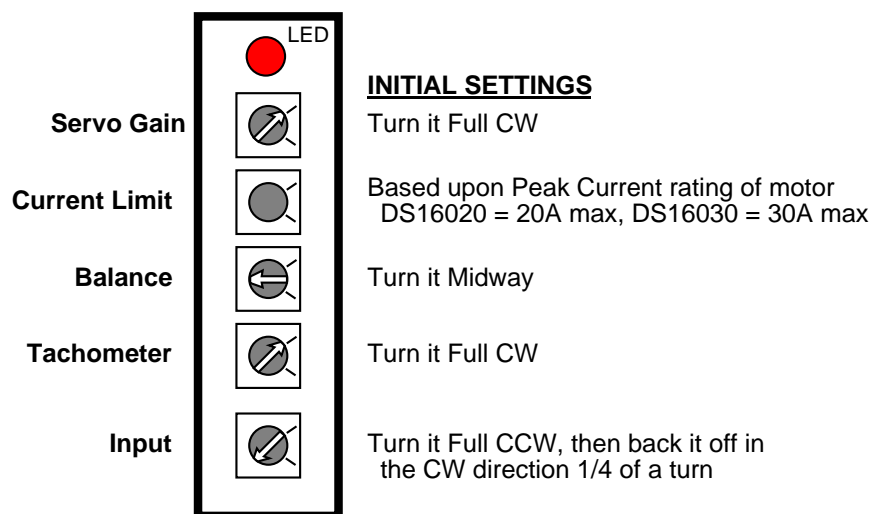 LED
INITIAL SETTINGS
Servo Gain Turn it Full CW
Current Limit Based upon Peak Current rating of motor
DS16020 = 20A max, DS16030 = 30A max
Balance Turn it Midway
Tachometer Turn it Full CW
Input Turn it Full CCW, then back it off in
the CW direction 1/4 of a turn